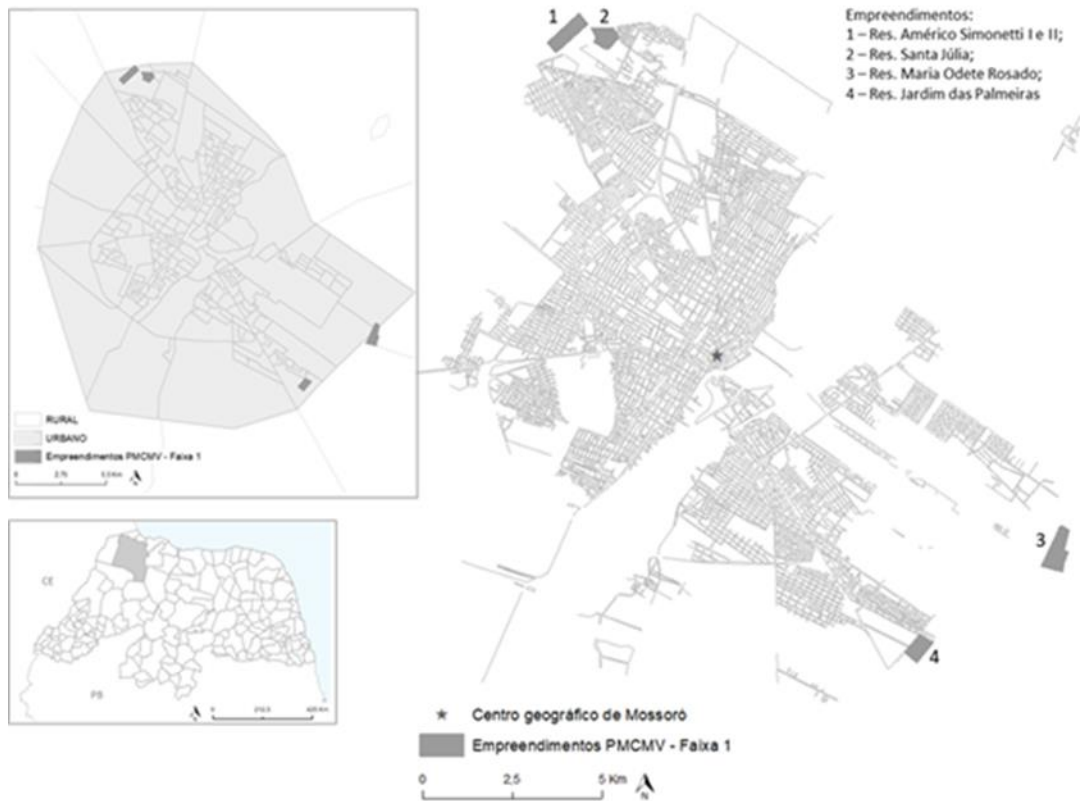 1
2
Empreendimentos:
1 – Res. Américo Simonetti I e II;
2 – Res. Santa Júlia;
3 – Res. Maria Odete Rosado;
4 – Res. Jardim das Palmeiras
RURAL
URBANO
Empreendimentos PMCMV - Faixa 1
0
3
4
CE
PB
0
Centro geográfico de Mossoró
Empreendimentos PMCMV - Faixa 1
0 2,5 5 Km
N